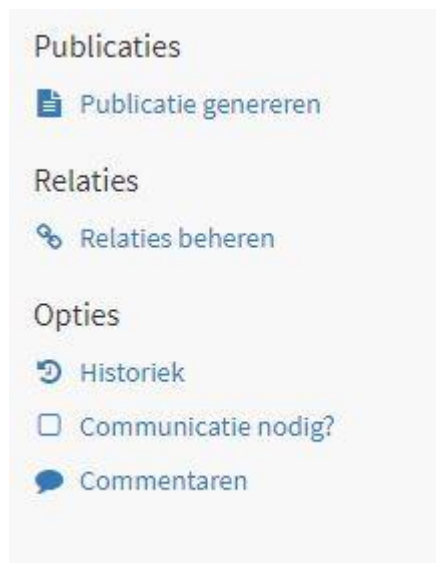 Publicaties
Publicatie genereren
Relaties
Relaties beheren
Opties
Historiek
Communicatie nodig?
Commentaren